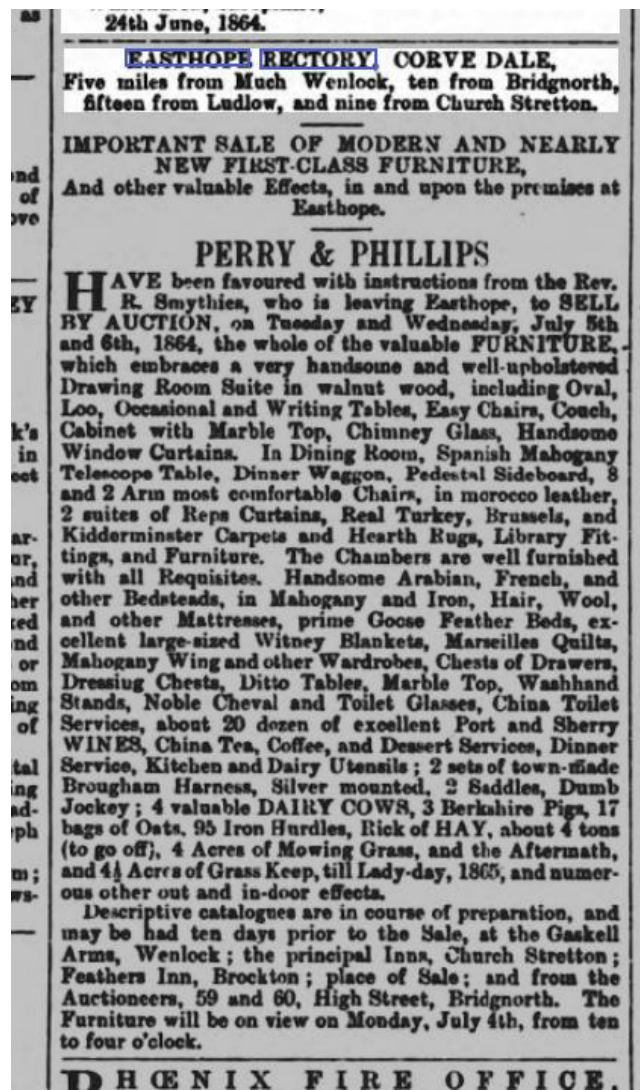 24th June, 1864.
EASTHOPE RECTORY, CORVE DALE,
Five miles from Much Wenlock, ten from Bridgnorth,
fifteen from Ludlow, and nine from Church Stretton.
IMPORTANT SALE OF MODERN AND NEARLY
NEW FIRST-CLASS FURNITURE,
And other valuable Effects, in and upon the premises at
Easthope.
PERRY & PHILLIPS
HAVE been favoured with instructions from the Rev.
R. Smythies, who is leaving Easthope, to SELL
BY AUCTION, on Tuesday and Wednesday, July 5th
and 6th, 1864, the whole of the valuable FURNITURE,
which embraces a very handsome and well-upholstered
Drawing Room Suite in walnut wood, including Oval,
Loo, Occasional and Writing Tables, Easy Chairs, Couch,
Cabinet with Marble Top, Chimney Glass, Handsome
Window Curtains. In Dining Room, Spanish Mahogany
Telescope Table, Dinner Waggon, Pedestal Sideboard, 8
and 2 Arm most comfortable Chairs, in morocco leather,
2 suites of Reps Curtains, Real Turkey, Brussels, and
Kidderminster Carpets and Hearth Rugs, Library Fit-
tings, and Furniture. The Chambers are well furnished
with all Requisites. Handsome Arabian, French, and
other Bedsteads, in Mahogany and Iron, Hair, Wool,
and other Mattresses, prime Goose Feather Beds, ex-
cellent large-sized Witney Blankets, Marseilles Quilts,
Mahogany Wing and other Wardrobes, Chests of Drawers,
Dressiug Chests, Ditto Tables, Marble Top, Washhand
Stands, Noble Cheval and Toilet Glasses, China Toilet
Services, about 20 dozen of excellent Port and Sherry
WINES, China Tea, Coffee, and Dessert Services, Dinner
Service, Kitchen and Dairy Utensils ; 2 sets of town-made
Brougham Harness, Silver mounted, 2 Saddles, Dumb
Jockey ; 4 valuable DAIRY COWS, 3 Berkshire Pigs, 17
bags of Oats, 95 Iron Hurdles, Rick of HAY, about 4 tons
(to go off), 4 Acres of Mowing Grass, and the Aftermath,
and 4½ Acres of Grass Keep, till Lady-day, 1865, and numer-
ous other out and in-door effects.
Descriptive catalogues are in course of preparation, and
may be had ten days prior to the Sale, at the Gaskell
Arms, Wenlock ; the principal Inns, Church Stretton ;
Feathers Inn, Brockton ; place of Sale ; and from the
Auctioneers, 59 and 60, High Street, Bridgnorth. The
Furniture will be on view on Monday, July 4th, from ten
to four o'clock.
PHŒNIX FIRE OFFICE,